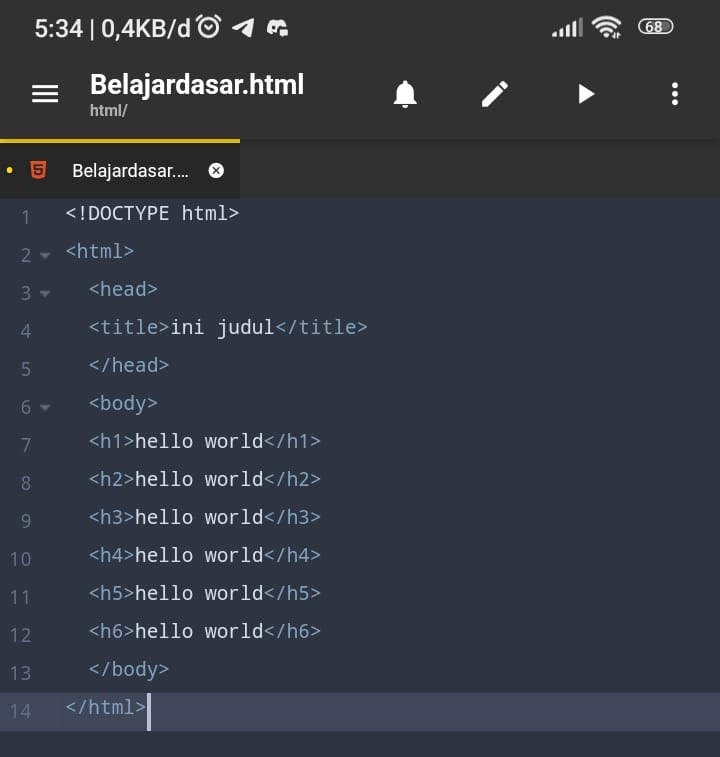 5:34 | 0,4KB/d 68
Belajardasar.html
html/
Belajardasar....
1 <!DOCTYPE html>
2 <html>
3 <head>
4 <title>ini judul</title>
5 </head>
6 <body>
7 <h1>hello world</h1>
8 <h2>hello world</h2>
9 <h3>hello world</h3>
10 <h4>hello world</h4>
11 <h5>hello world</h5>
12 <h6>hello world</h6>
13 </body>
14 </html>